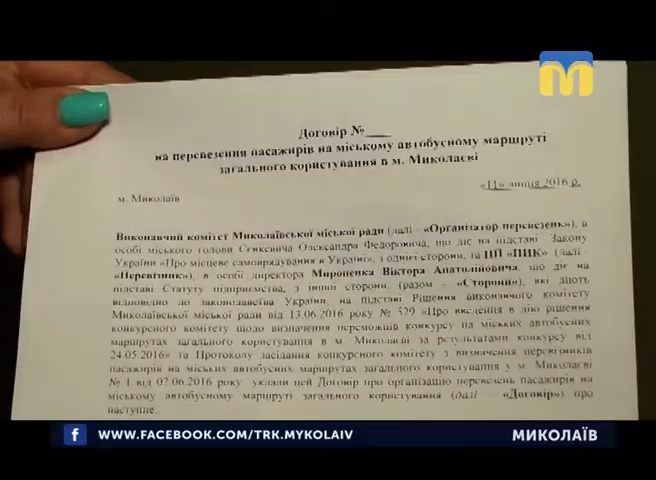 М
Договір №___
на перевезення пасажирів на міському автобусному маршруті
загального користування в м. Миколаєві
«11» липня 2016 р.
м. Миколаїв
Виконавчий комітет Миколаївської міської ради (далі - «Організатор перевезень»), в
особі міського голови Сєнкевича Олександра Федоровича, що діє на підставі Закону
України «Про місцеве самоврядування в Україні», з однієї сторони, та ПП «ПИК» (далі -
«Перевізник»), в особі директора Мироненка Віктора Анатолійовича, що діє на
підставі Статуту підприємства, з іншої сторони, (разом – «Сторони»), які діють
відповідно до законодавства України, на підставі Рішення виконавчого комітету
Миколаївської міської ради від 13.06.2016 року № 529 «Про введення в дію рішення
конкурсного комітету щодо визначення переможців конкурсу на міських автобусних
маршрутах загального користування в м. Миколаєві за результатами конкурсу від
24.05.2016» та Протоколу засідання конкурсного комітету з визначення перевізників
пасажирів на міських автобусних маршрутах загального користування у м. Миколаєві
№ 1 від 02.06.2016 року уклали цей Договір про організацію перевезень пасажирів на
міському автобусному маршруті загального користування (далі - «Договір») про
наступне:
f WWW.FACEBOOK.COM/TRK.MYKOLAIV
МИКОЛАЇВ